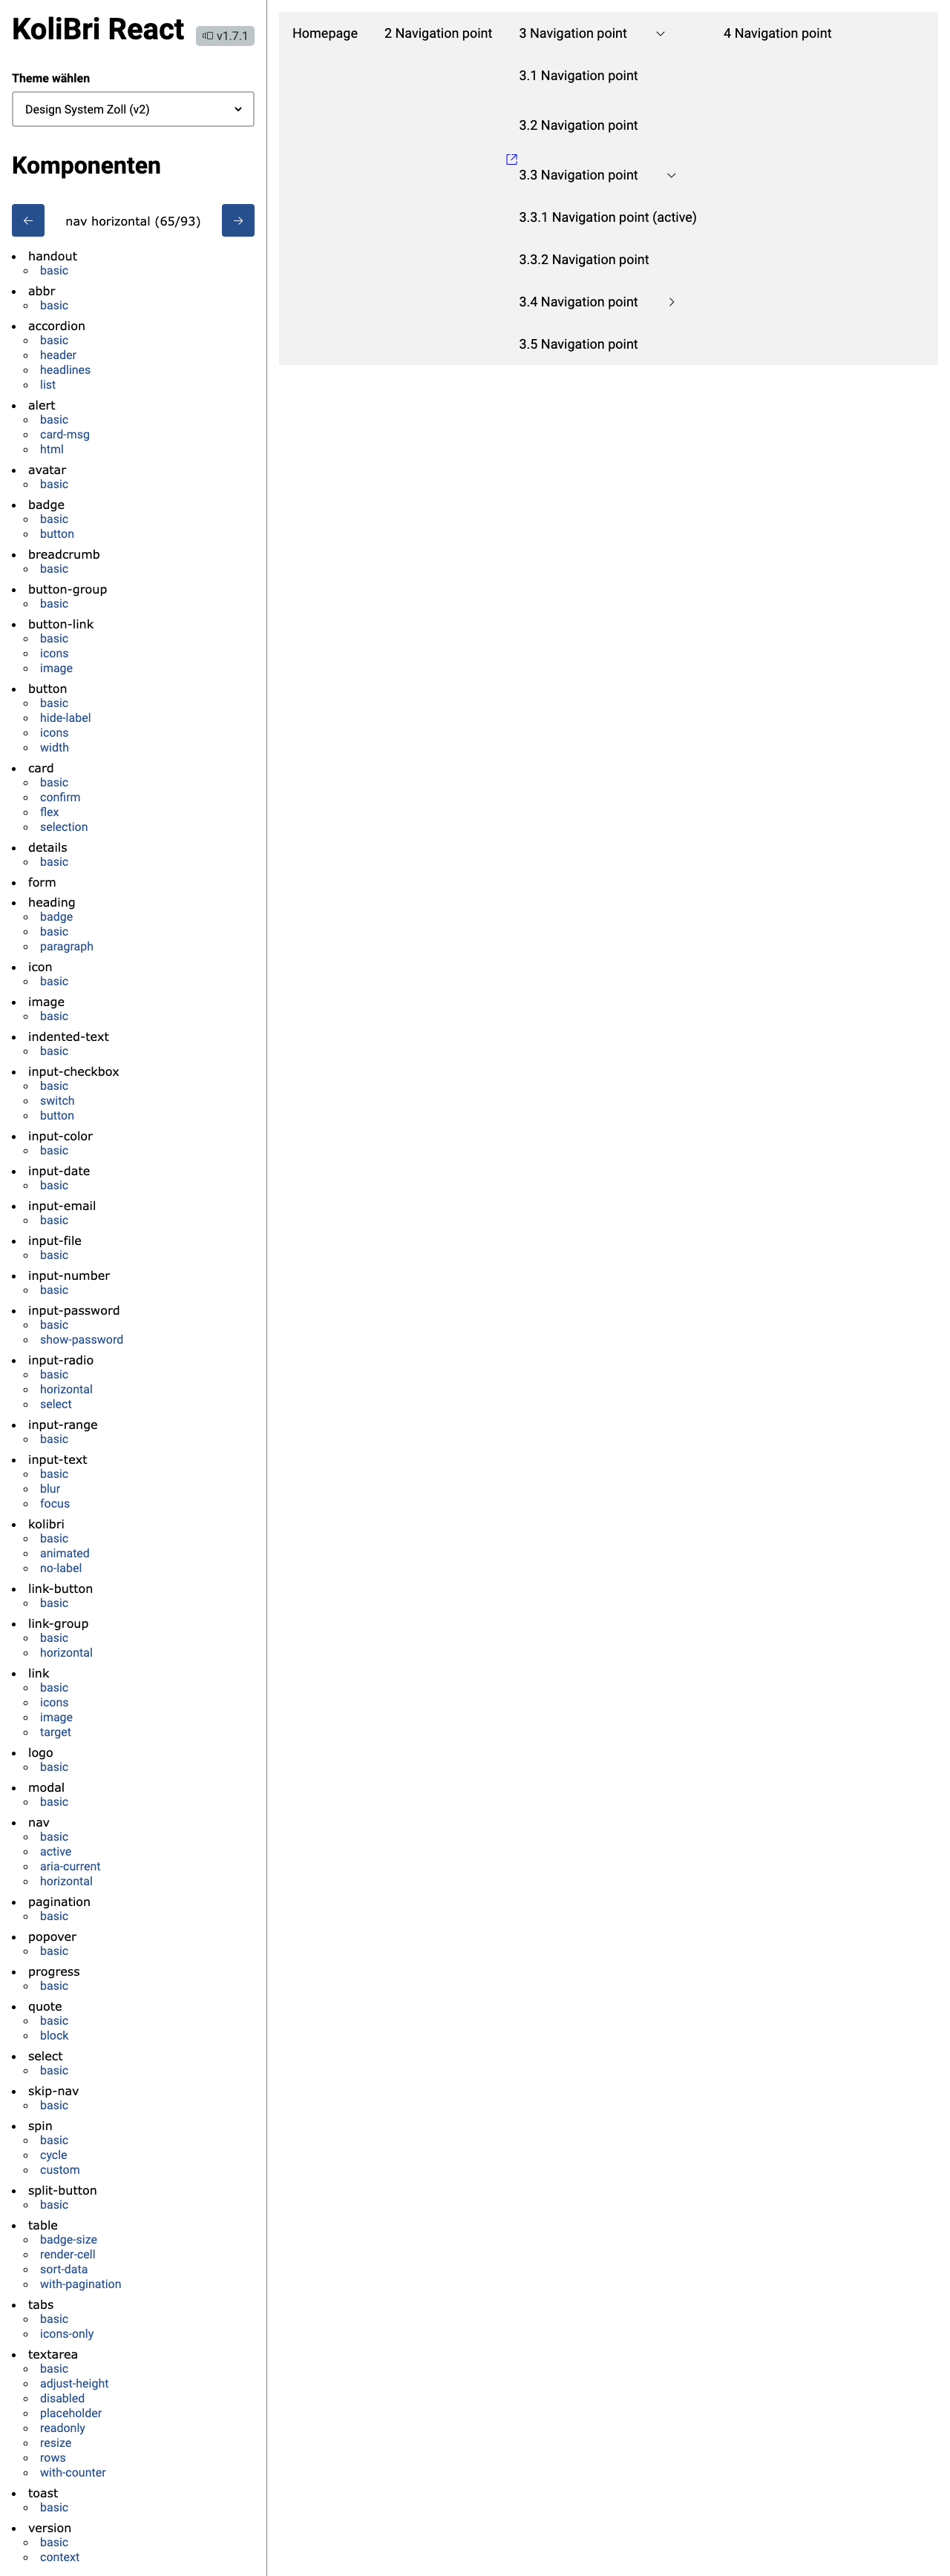 KoliBri React
v1.7.1
Theme wählen
Design System Zoll (v2)
Komponenten
nav horizontal (65/93)
handout
basic
abbr
basic
accordion
basic
header
headlines
list
alert
basic
card-msg
html
avatar
basic
badge
basic
button
breadcrumb
basic
button-group
basic
button-link
basic
icons
image
button
basic
hide-label
icons
width
card
basic
confirm
flex
selection
details
basic
form
heading
badge
basic
paragraph
icon
basic
image
basic
indented-text
basic
input-checkbox
basic
switch
button
input-color
basic
input-date
basic
input-email
basic
input-file
basic
input-number
basic
input-password
basic
show-password
input-radio
basic
horizontal
select
input-range
basic
input-text
basic
blur
focus
kolibri
basic
animated
no-label
link-button
basic
link-group
basic
horizontal
link
basic
icons
image
target
logo
basic
modal
basic
nav
basic
active
aria-current
horizontal
pagination
basic
popover
basic
progress
basic
quote
basic
block
select
basic
skip-nav
basic
spin
basic
cycle
custom
split-button
basic
table
badge-size
render-cell
sort-data
with-pagination
tabs
basic
icons-only
textarea
basic
adjust-height
disabled
placeholder
readonly
resize
rows
with-counter
toast
basic
version
basic
context
Homepage
2 Navigation point
3 Navigation point
4 Navigation point
3.1 Navigation point
3.2 Navigation point
3.3 Navigation point
3.3.1 Navigation point (active)
3.3.2 Navigation point
3.4 Navigation point
3.5 Navigation point